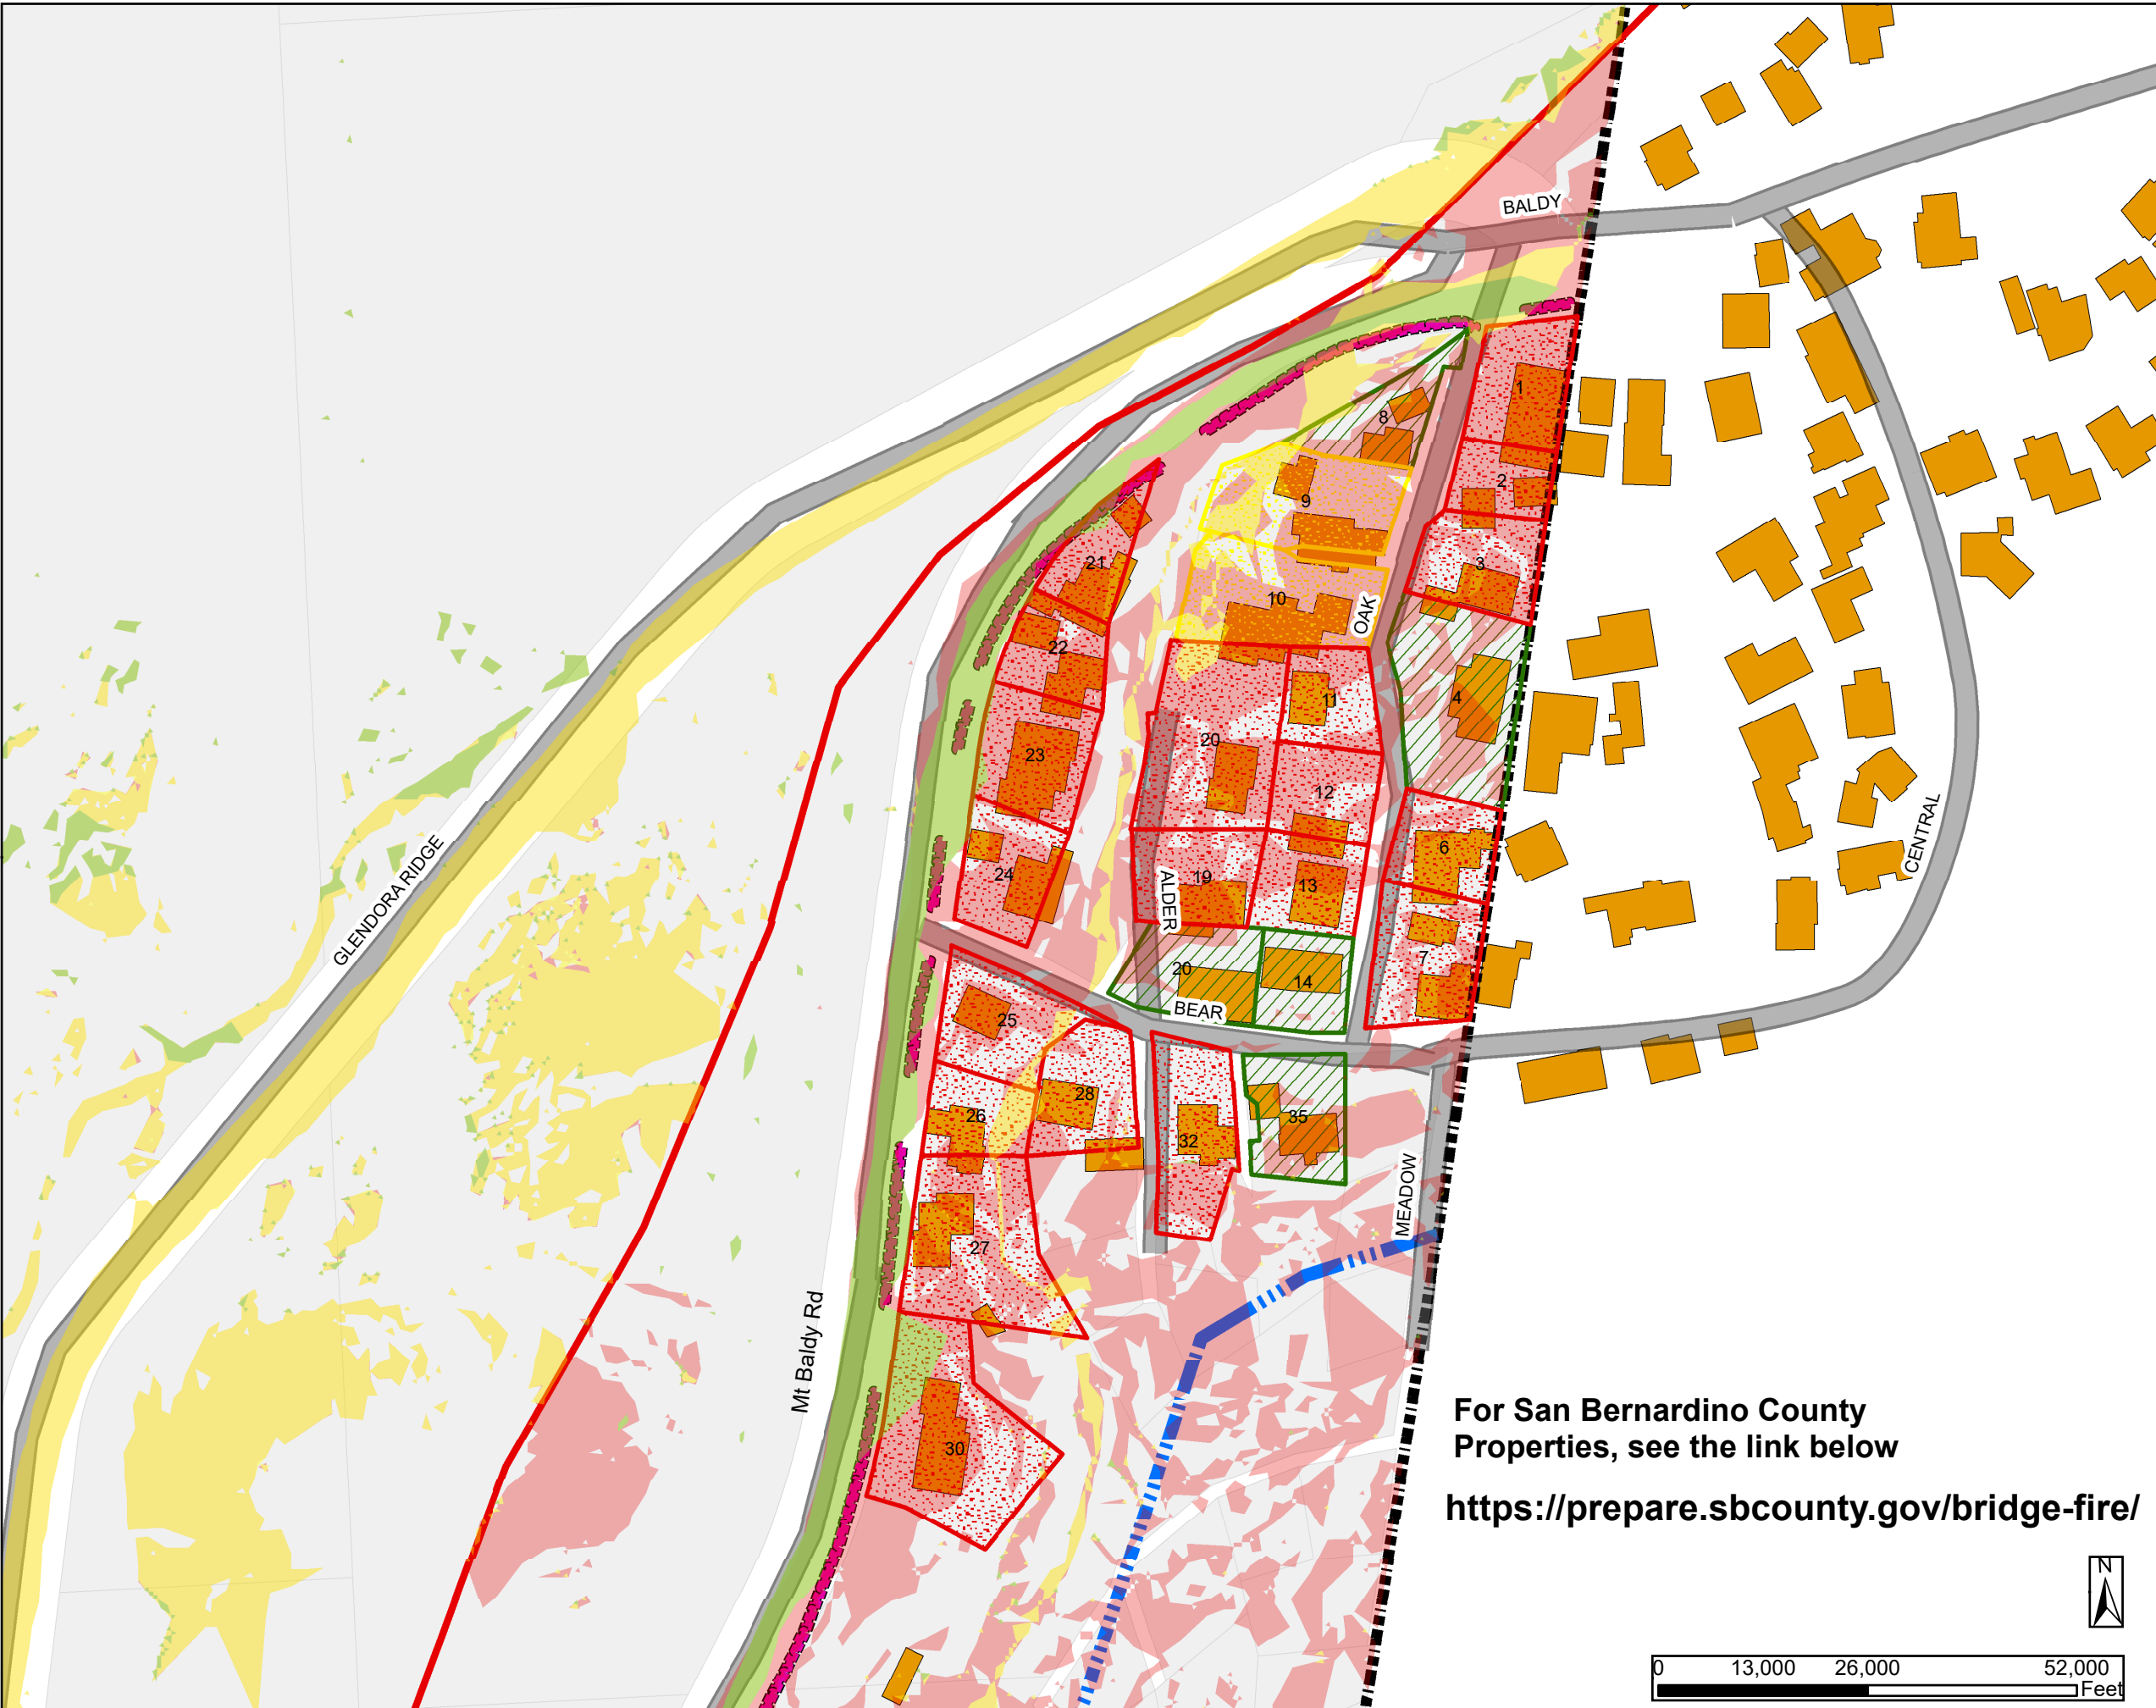 BALDY
1
8
2
9
3
21
10
OAK
22
11
4
20
23
12
6
CENTRAL
GLENDORA RIDGE
24
ALDER
19
13
7
20
14
BEAR
25
28
26
35
32
MEADOW
27
Mt Baldy Rd
30
For San Bernardino County
Properties, see the link below
https://prepare.sbcounty.gov/bridge-fire/
N
0 13,000 26,000 52,000
Feet